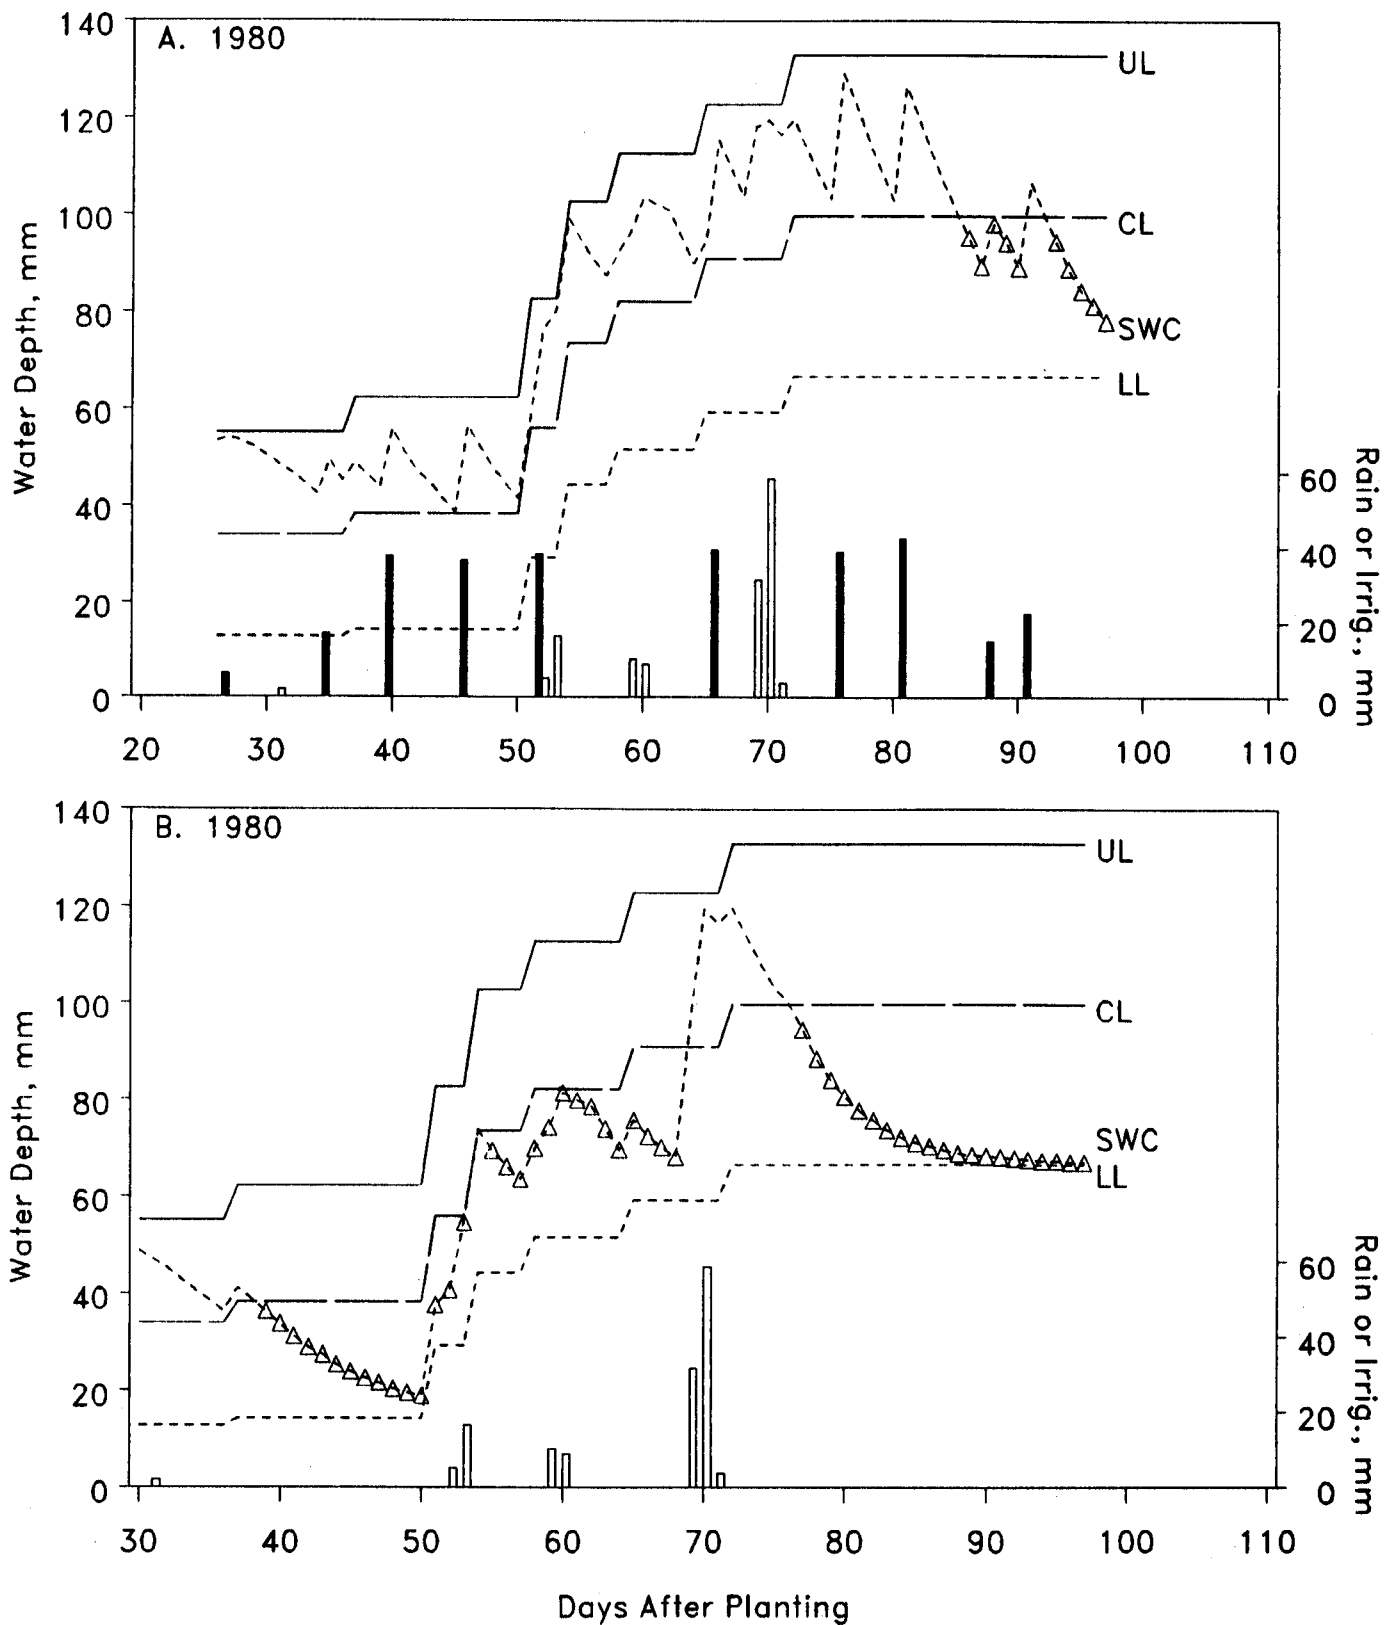 A. 1980
140
120
100
80
60
40
20
0
Water Depth, mm
UL
CL
SWC
LL
60
40
20
0
Rain or Irrig., mm
20 30 40 50 60 70 80 90 100 110
B. 1980
140
120
100
80
60
40
20
0
Water Depth, mm
UL
CL
SWC
LL
60
40
20
0
Rain or Irrig., mm
30 40 50 60 70 80 90 100 110
Days After Planting